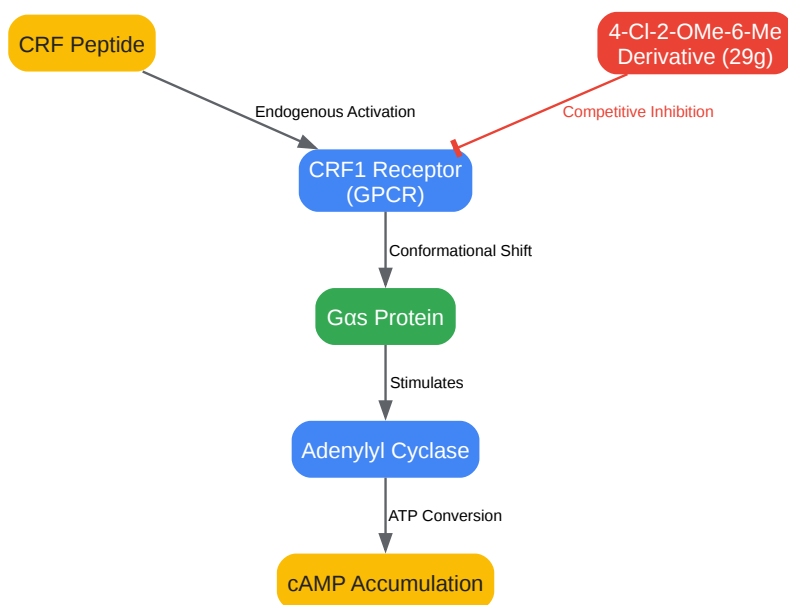 CRF Peptide
4-Cl-2-OMe-6-Me
Derivative (29g)
Endogenous Activation
Competitive Inhibition
CRF1 Receptor
(GPCR)
Conformational Shift
Gαs Protein
Stimulates
Adenylyl Cyclase
ATP Conversion
cAMP Accumulation